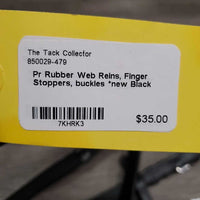 The Tack Collector
850029-479
Pr Rubber Web Reins, Finger
Stoppers, buckles *new Black
$35.00
7KHRK3